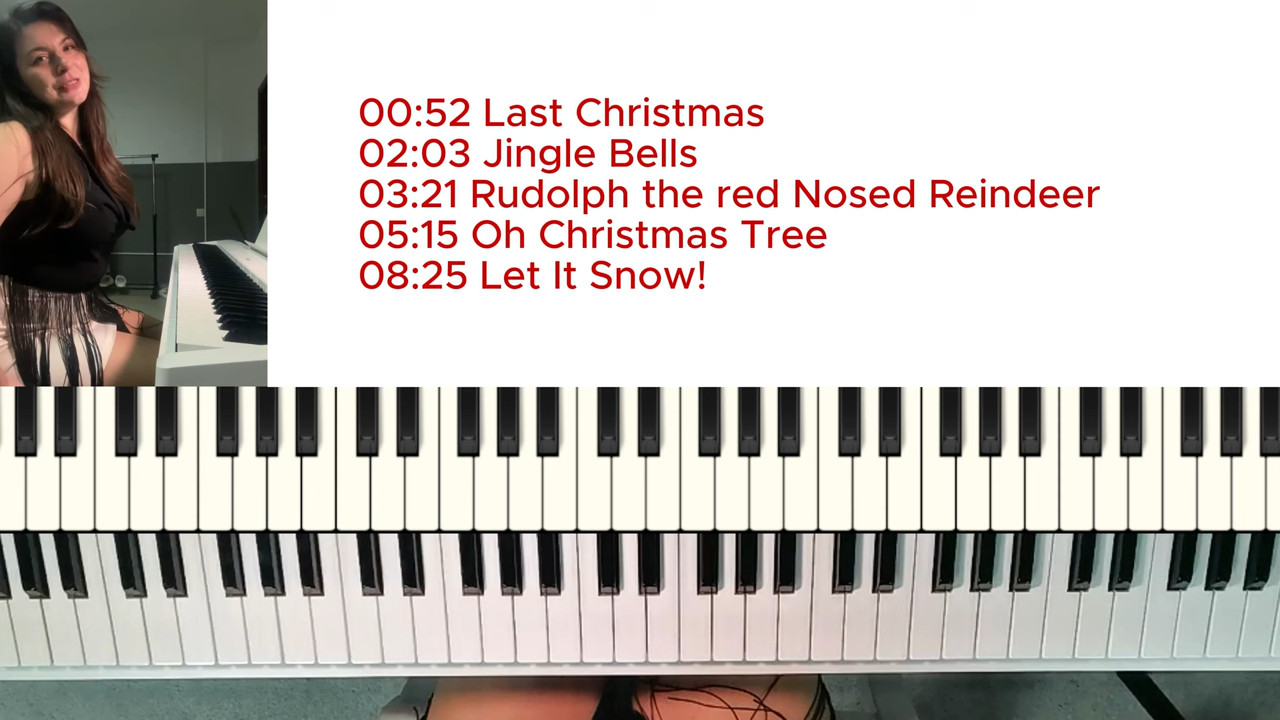 00:52 Last Christmas
02:03 Jingle Bells
03:21 Rudolph the red Nosed Reindeer
05:15 Oh Christmas Tree
08:25 Let It Snow!